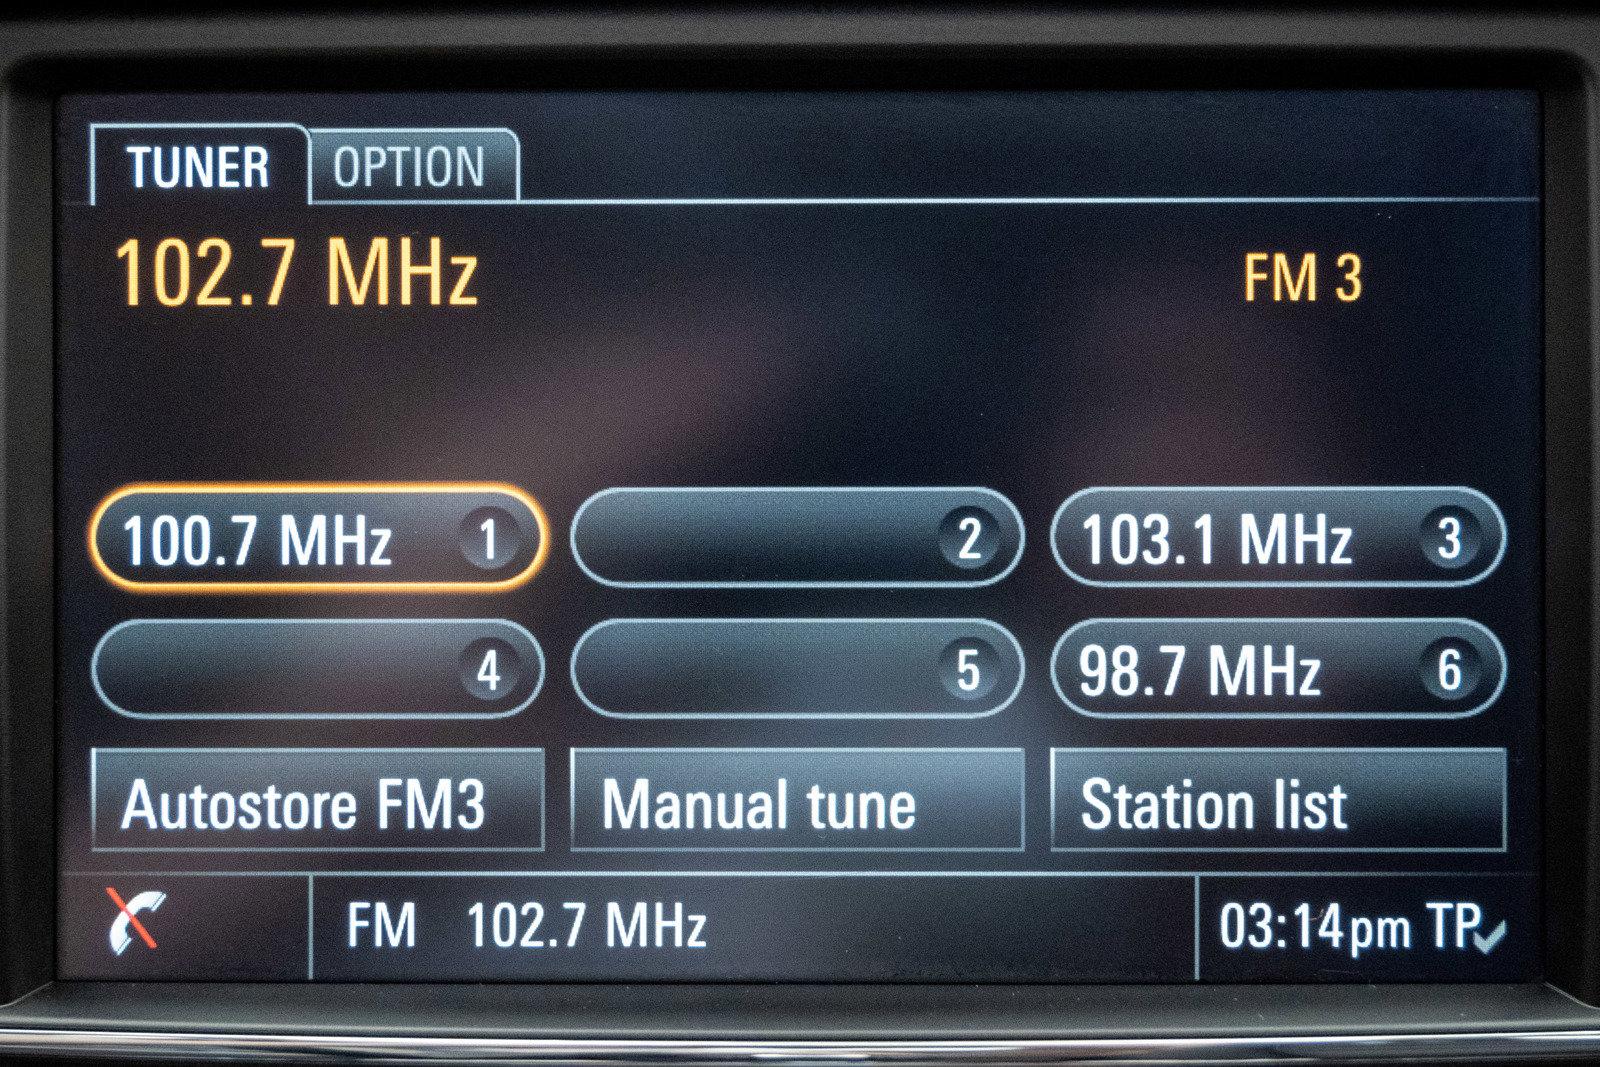 TUNER OPTION
102.7 MHz FM 3
100.7 MHz 1 2 103.1 MHz 3
4 5 98.7 MHz 6
Autostore FM3 Manual tune Station list
FM 102.7 MHz 03:14pm TP